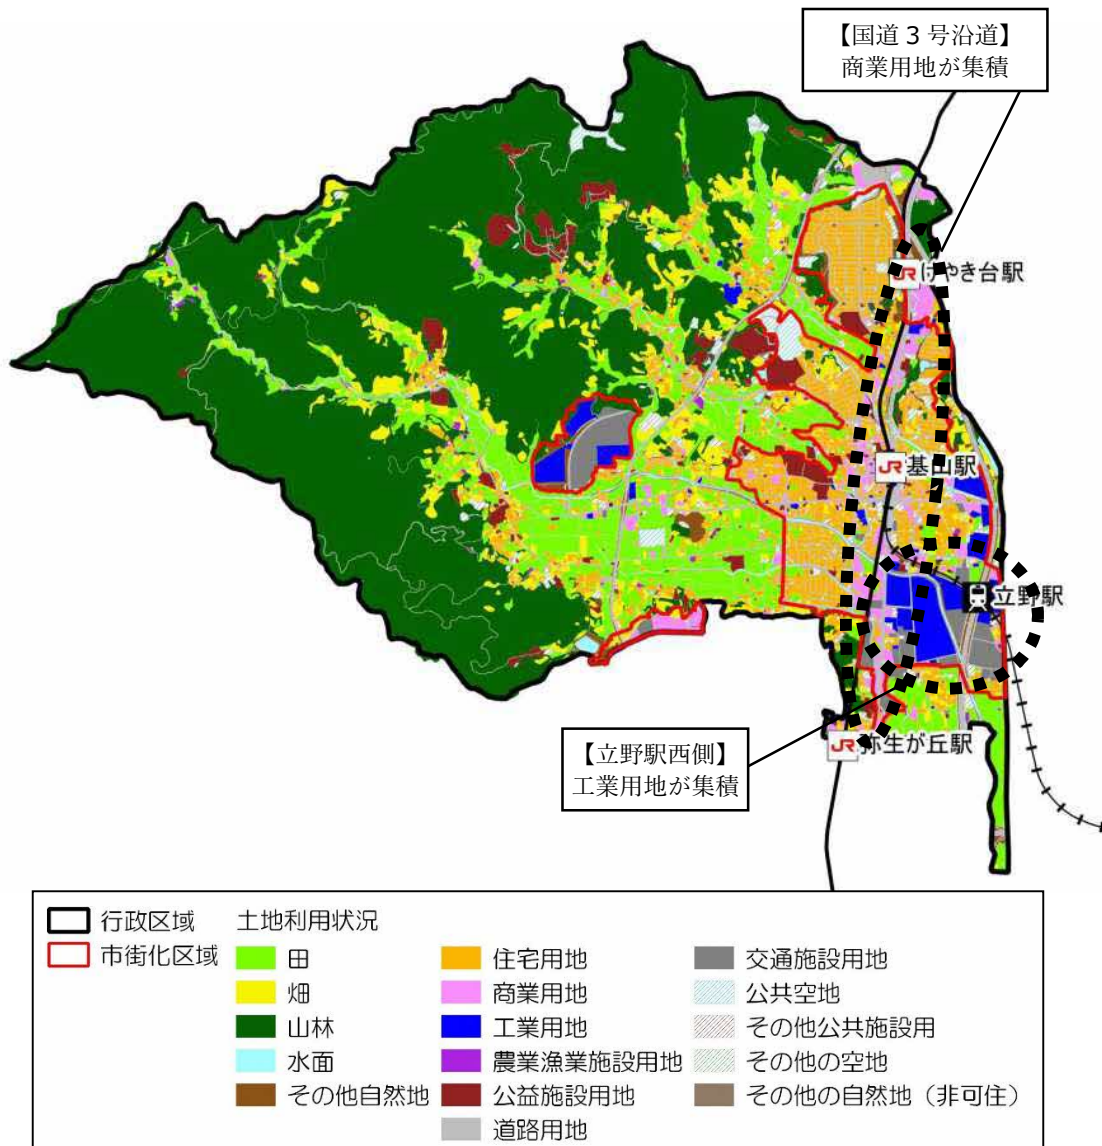 【国道３号沿道】
商業用地が集積
JR けやき台駅
JR 基山駅
立野駅
【立野駅西側】
工業用地が集積
JR 弥生が丘駅
行政区域
市街化区域
土地利用状況
田
畑
山林
水面
その他自然地
住宅用地
商業用地
工業用地
農業漁業施設用地
公益施設用地
道路用地
交通施設用地
公共空地
その他公共施設用
その他の空地
その他の自然地（非可住）